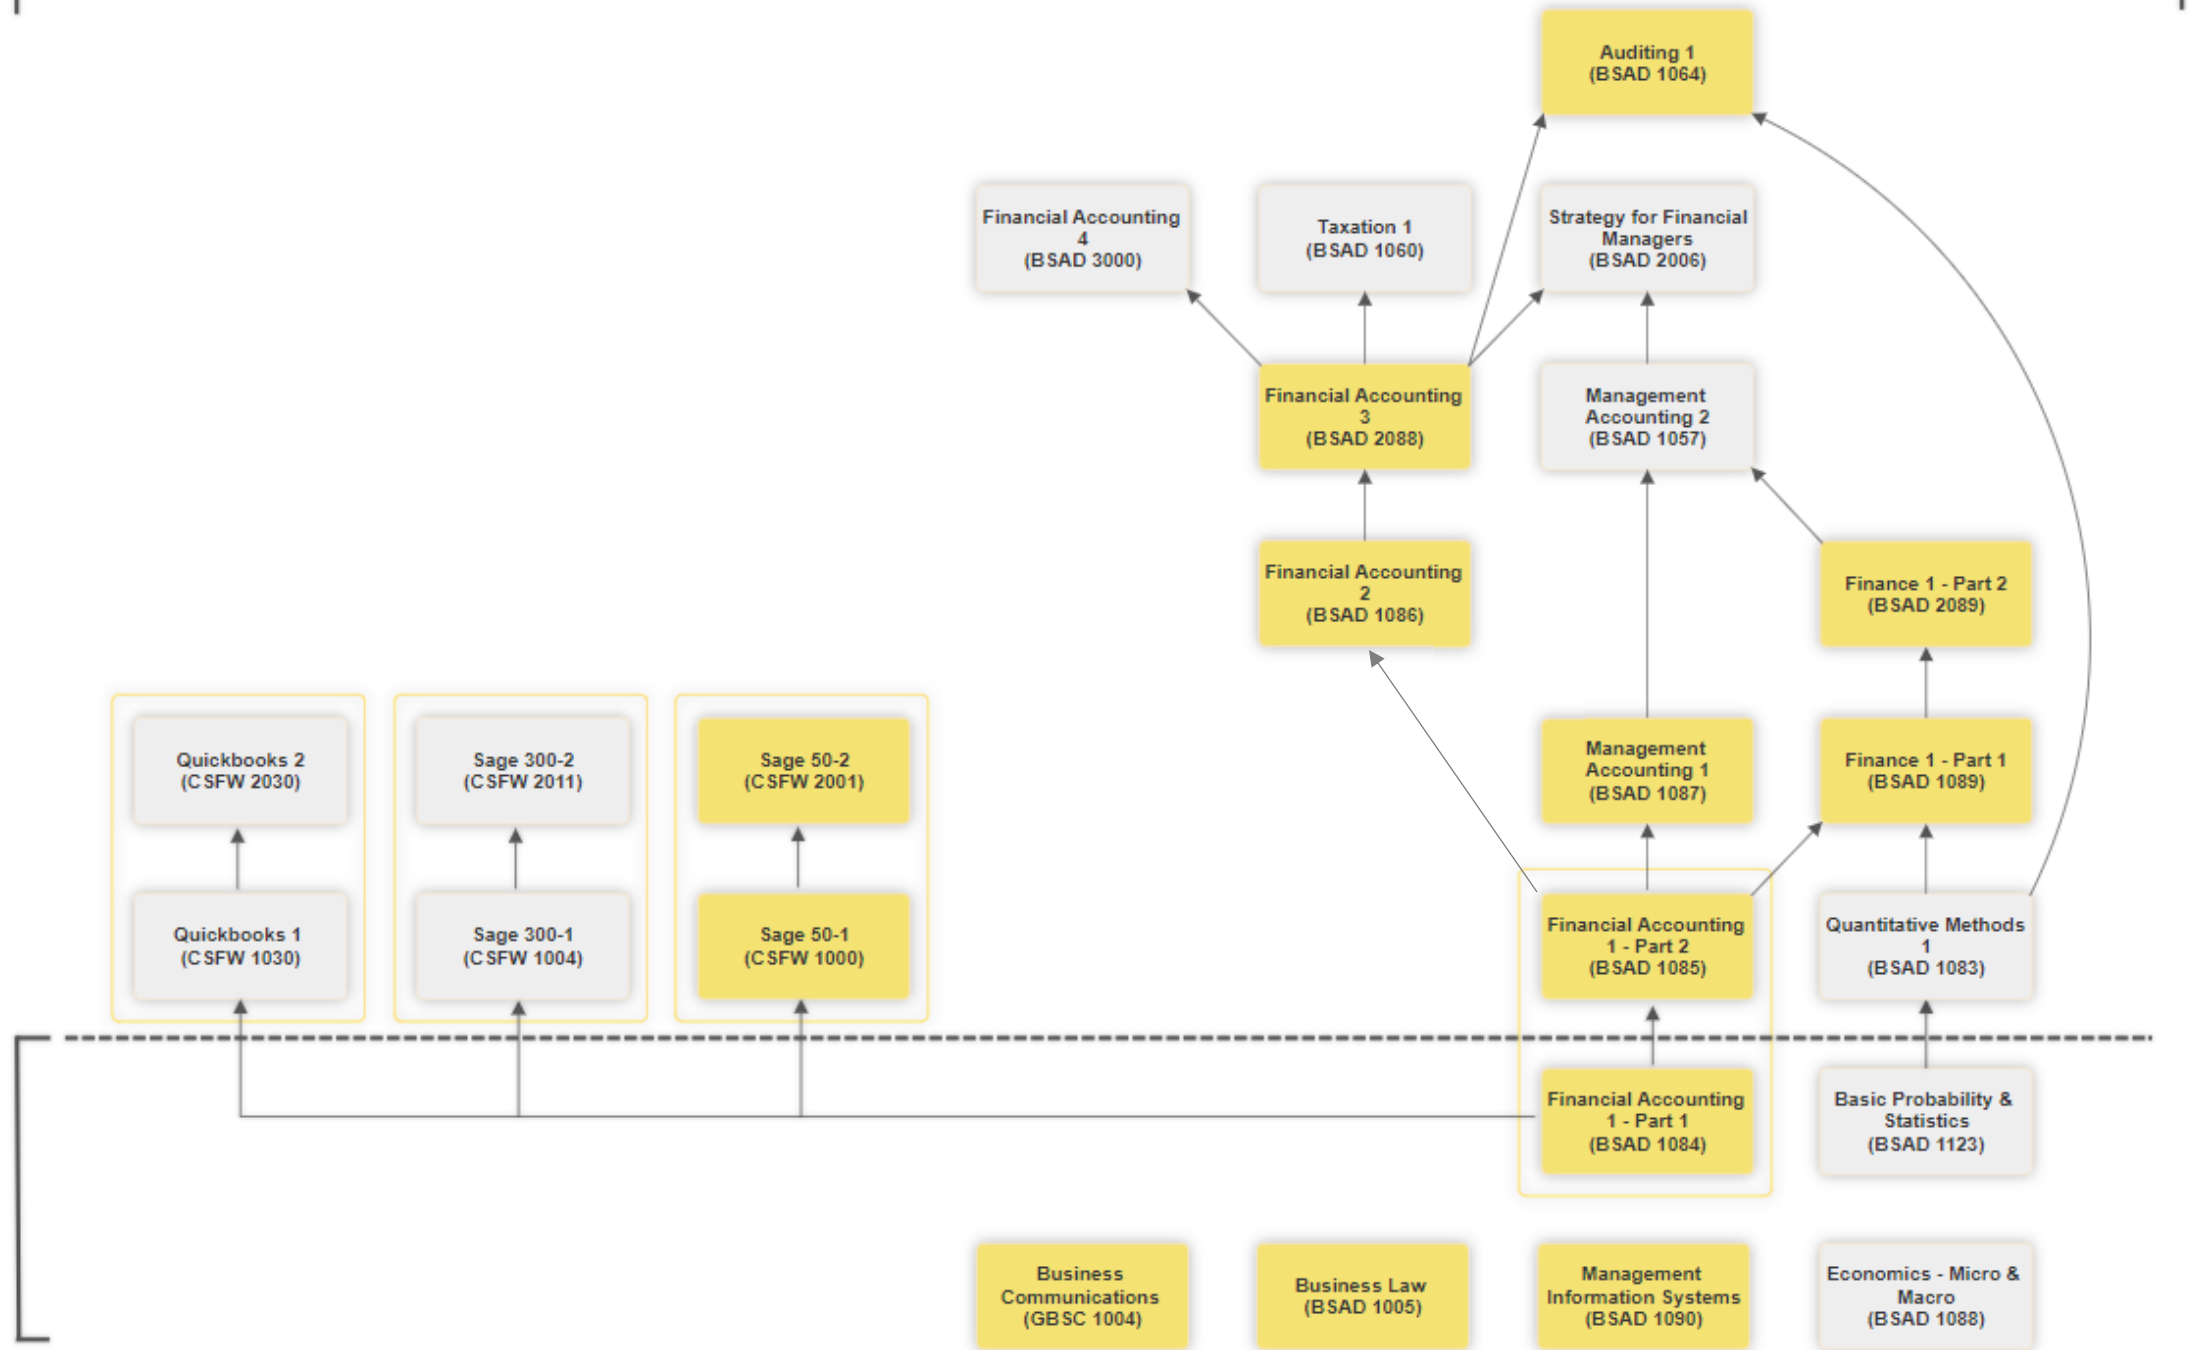 Auditing 1
(BSAD 1064)
Financial Accounting
4
(BSAD 3000)
Taxation 1
(BSAD 1060)
Strategy for Financial
Managers
(BSAD 2006)
Financial Accounting
3
(BSAD 2088)
Management
Accounting 2
(BSAD 1057)
Financial Accounting
2
(BSAD 1086)
Finance 1 - Part 2
(BSAD 2089)
Quickbooks 2
(CSFW 2030)
Sage 300-2
(CSFW 2011)
Sage 50-2
(CSFW 2001)
Management
Accounting 1
(BSAD 1087)
Finance 1 - Part 1
(BSAD 1089)
Quickbooks 1
(CSFW 1030)
Sage 300-1
(CSFW 1004)
Sage 50-1
(CSFW 1000)
Financial Accounting
1 - Part 2
(BSAD 1085)
Quantitative Methods
1
(BSAD 1083)
Financial Accounting
1 - Part 1
(BSAD 1084)
Basic Probability &
Statistics
(BSAD 1123)
Business
Communications
(GBSC 1004)
Business Law
(BSAD 1005)
Management
Information Systems
(BSAD 1090)
Economics - Micro &
Macro
(BSAD 1088)